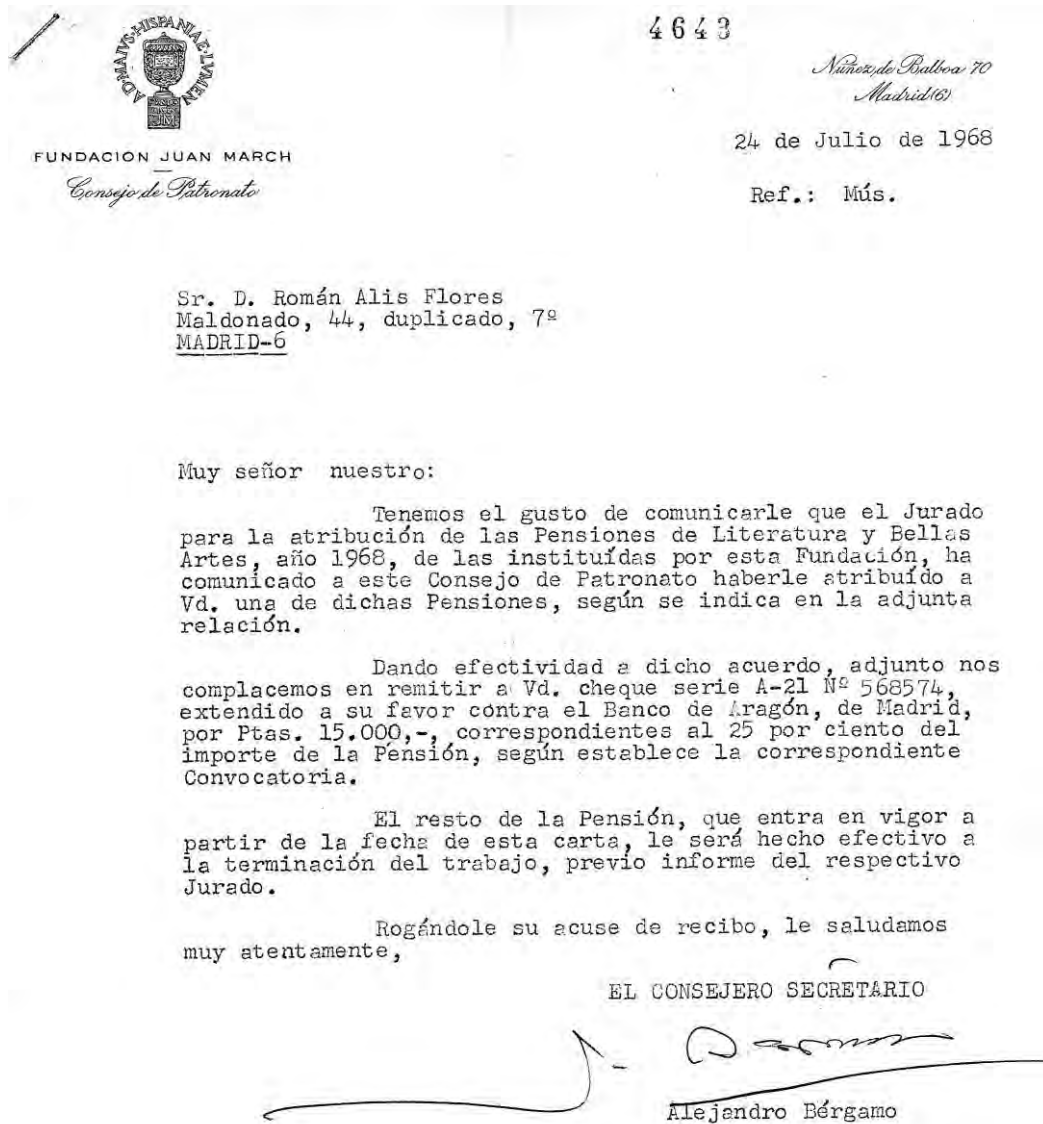 4643
AD·MAIVS·HISPANIAE·LVMEN
Núñez de Balboa 70
Madrid(6)
24 de Julio de 1968
FUNDACION JUAN MARCH
Consejo de Patronato
Ref.: Mús.
Sr. D. Román Alis Flores
Maldonado, 44, duplicado, 7º
MADRID-6
Muy señor nuestro:
Tenemos el gusto de comunicarle que el Jurado
para la atribución de las Pensiones de Literatura y Bellas
Artes, año 1968, de las instituídas por esta Fundación, ha
comunicado a este Consejo de Patronato haberle atribuído a
Vd. una de dichas Pensiones, según se indica en la adjunta
relación.
Dando efectividad a dicho acuerdo, adjunto nos
complacemos en remitir a Vd. cheque serie A-21 Nº 568574,
extendido a su favor contra el Banco de Aragón, de Madrid,
por Ptas. 15.000,-, correspondientes al 25 por ciento del
importe de la Pensión, según establece la correspondiente
Convocatoria.
El resto de la Pensión, que entra en vigor a
partir de la fecha de esta carta, le será hecho efectivo a
la terminación del trabajo, previo informe del respectivo
Jurado.
Rogándole su acuse de recibo, le saludamos
muy atentamente,
EL CONSEJERO SECRETARIO
Alejandro Bérgamo